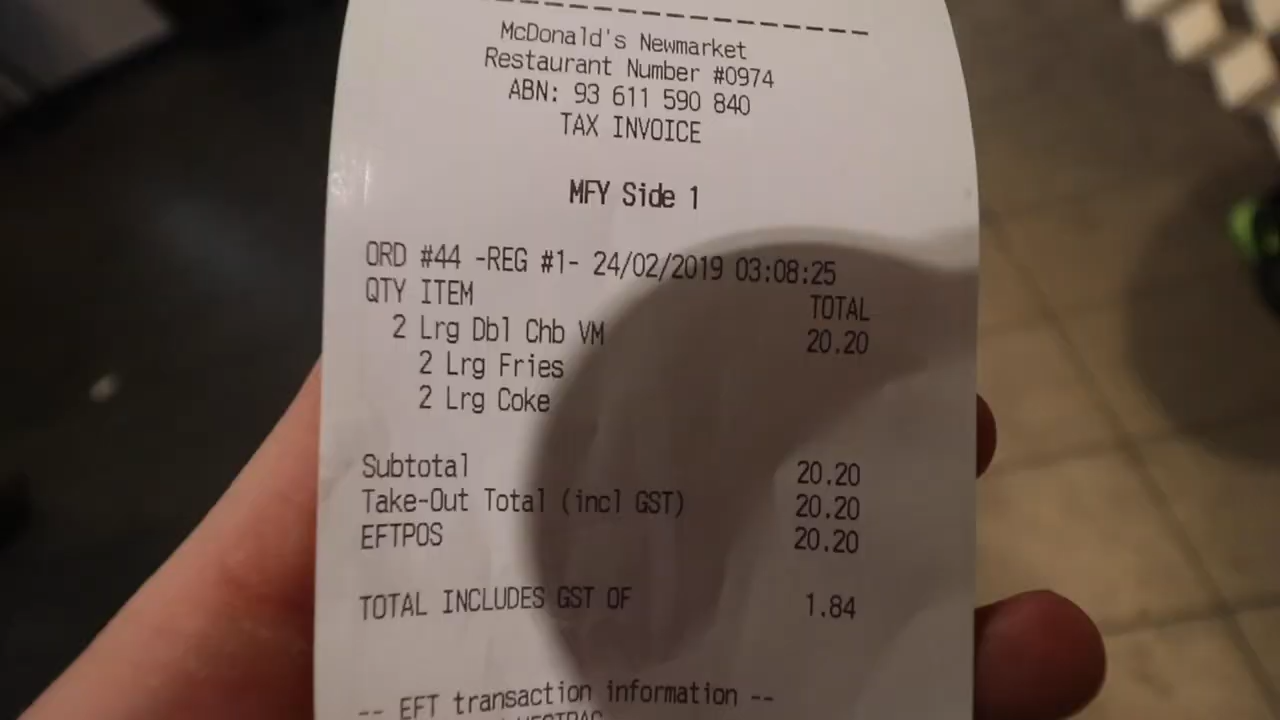 McDonald's Newmarket
Restaurant Number #0974
ABN: 93 611 590 840
TAX INVOICE
MFY Side 1
ORD #44 -REG #1- 24/02/2019 03:08:25
QTY ITEM TOTAL
2 Lrg Dbl Chb VM 20.20
2 Lrg Fries
2 Lrg Coke
Subtotal 20.20
Take-Out Total (incl GST) 20.20
EFTPOS 20.20
TOTAL INCLUDES GST OF 1.84
-- EFT transaction information --